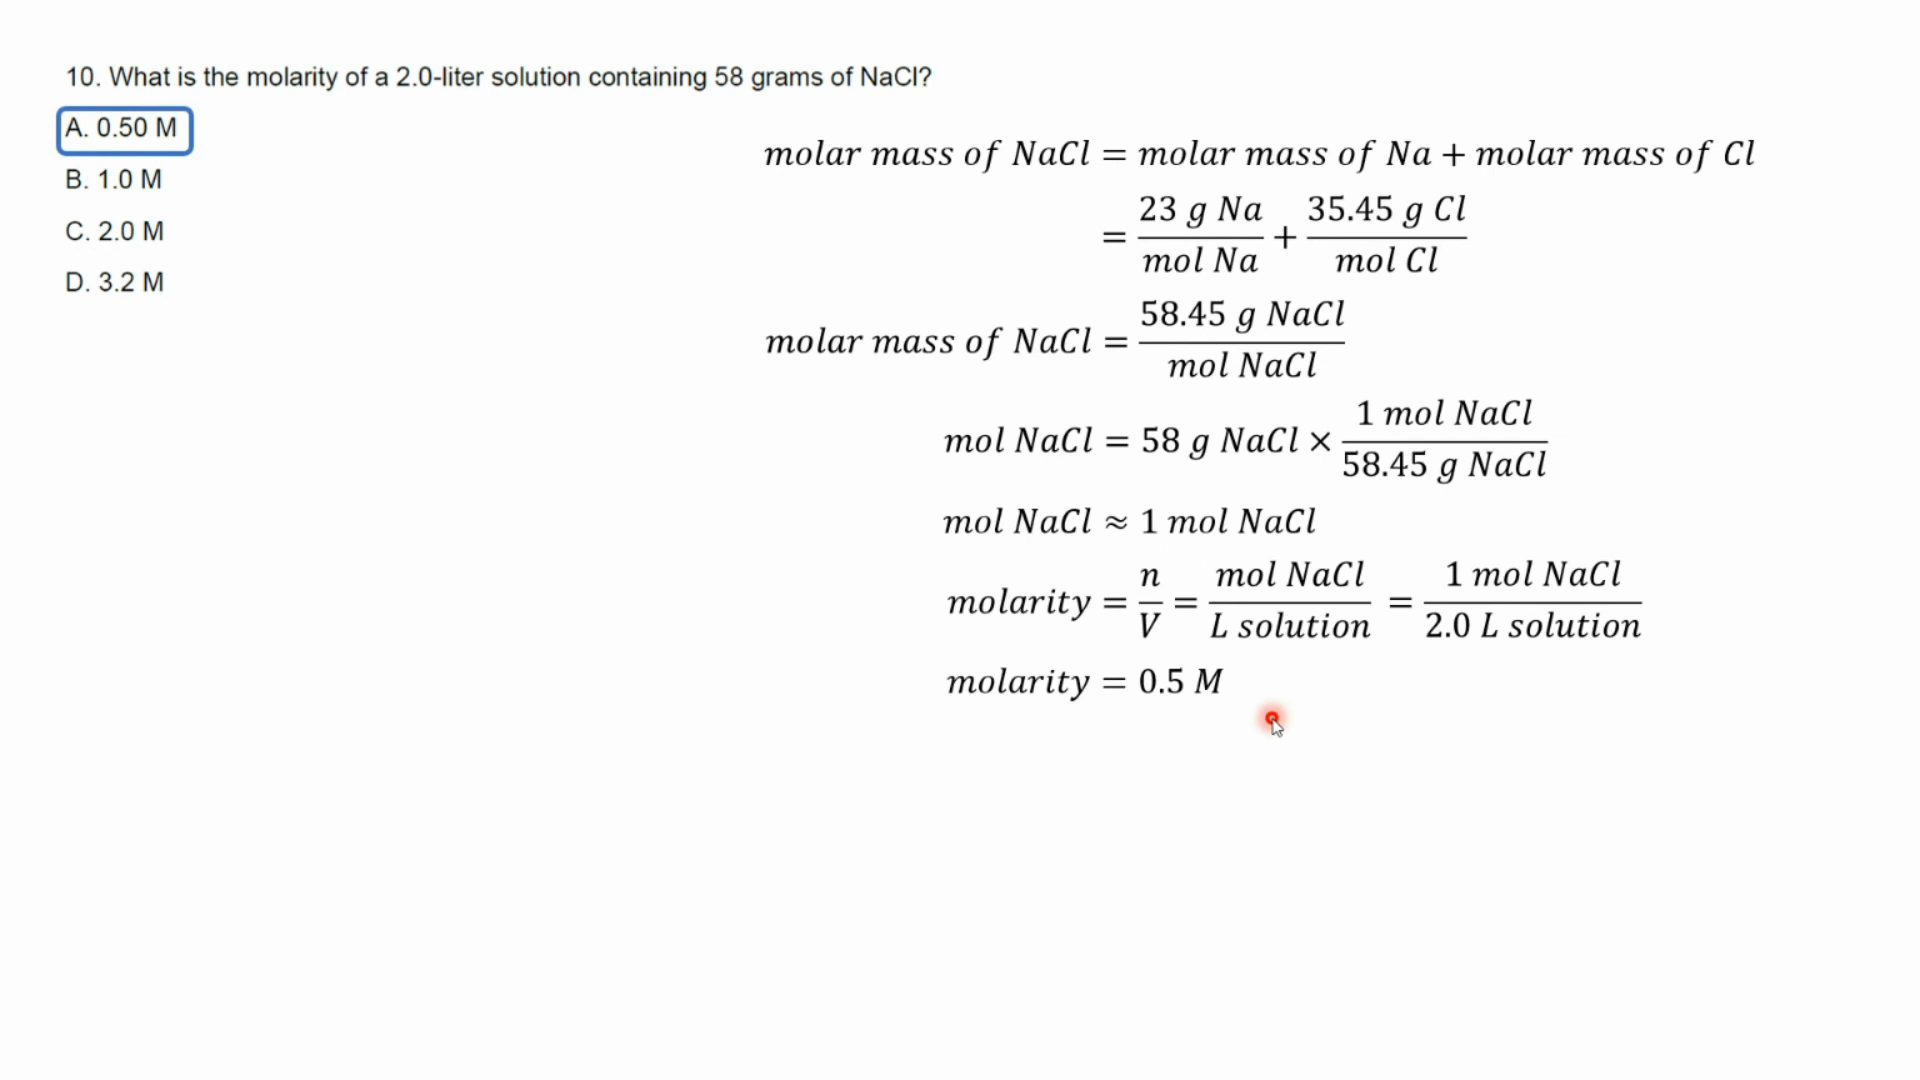 10. What is the molarity of a 2.0-liter solution containing 58 grams of NaCl?
A. 0.50 M
B. 1.0 M
C. 2.0 M
D. 3.2 M
molar mass of NaCl = molar mass of Na + molar mass of Cl
= 23 g Na / mol Na + 35.45 g Cl / mol Cl
molar mass of NaCl = 58.45 g NaCl / mol NaCl
mol NaCl = 58 g NaCl × 1 mol NaCl / 58.45 g NaCl
mol NaCl ≈ 1 mol NaCl
molarity = n / V = mol NaCl / L solution = 1 mol NaCl / 2.0 L solution
molarity = 0.5 M